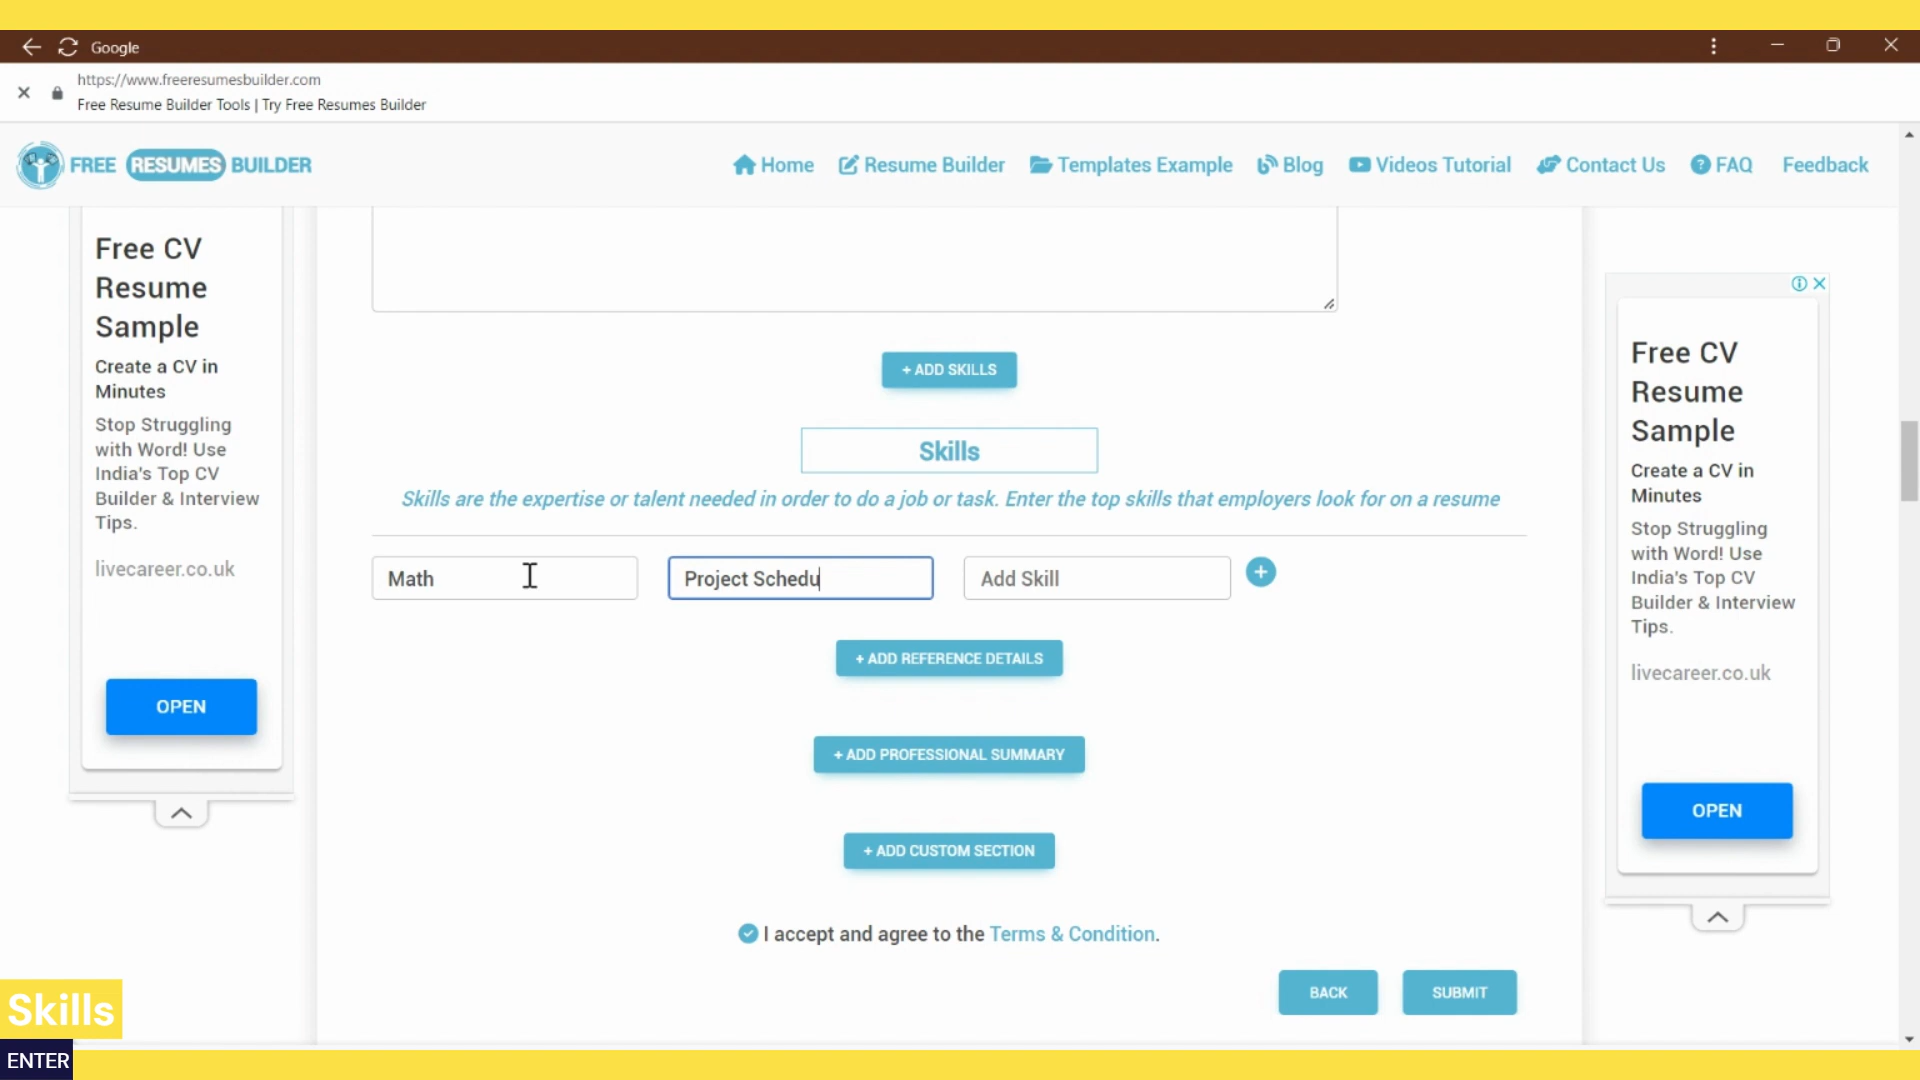 Google
https://www.freeresumesbuilder.com
Free Resume Builder Tools | Try Free Resumes Builder
FREE RESUMES BUILDER
Home
Resume Builder
Templates Example
Blog
Videos Tutorial
Contact Us
FAQ
Feedback
Free CV
Resume
Sample
Create a CV in
Minutes
Stop Struggling
with Word! Use
India's Top CV
Builder & Interview
Tips.
livecareer.co.uk
OPEN
+ ADD SKILLS
Skills
Skills are the expertise or talent needed in order to do a job or task. Enter the top skills that employers look for on a resume
Math
Project Schedu
Add Skill
+ ADD REFERENCE DETAILS
+ ADD PROFESSIONAL SUMMARY
+ ADD CUSTOM SECTION
I accept and agree to the Terms & Condition.
BACK
SUBMIT
Free CV
Resume
Sample
Create a CV in
Minutes
Stop Struggling
with Word! Use
India's Top CV
Builder & Interview
Tips.
livecareer.co.uk
OPEN
Skills
ENTER